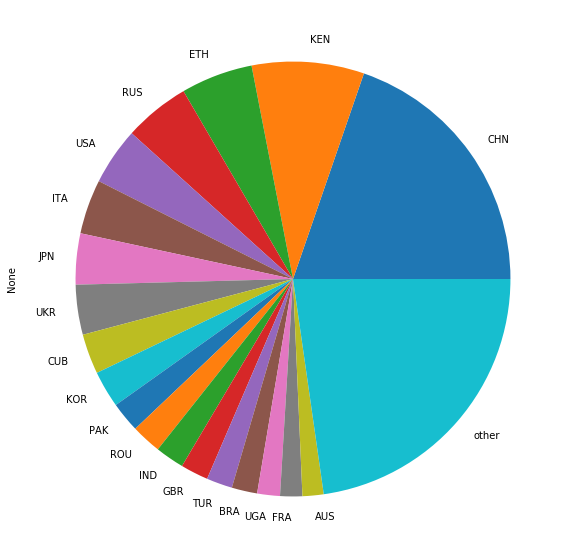 KEN
ETH
RUS
CHN
USA
ITA
JPN
None
UKR
CUB
KOR
PAK
other
ROU
IND
GBR
TUR
BRA
UGA
FRA
AUS